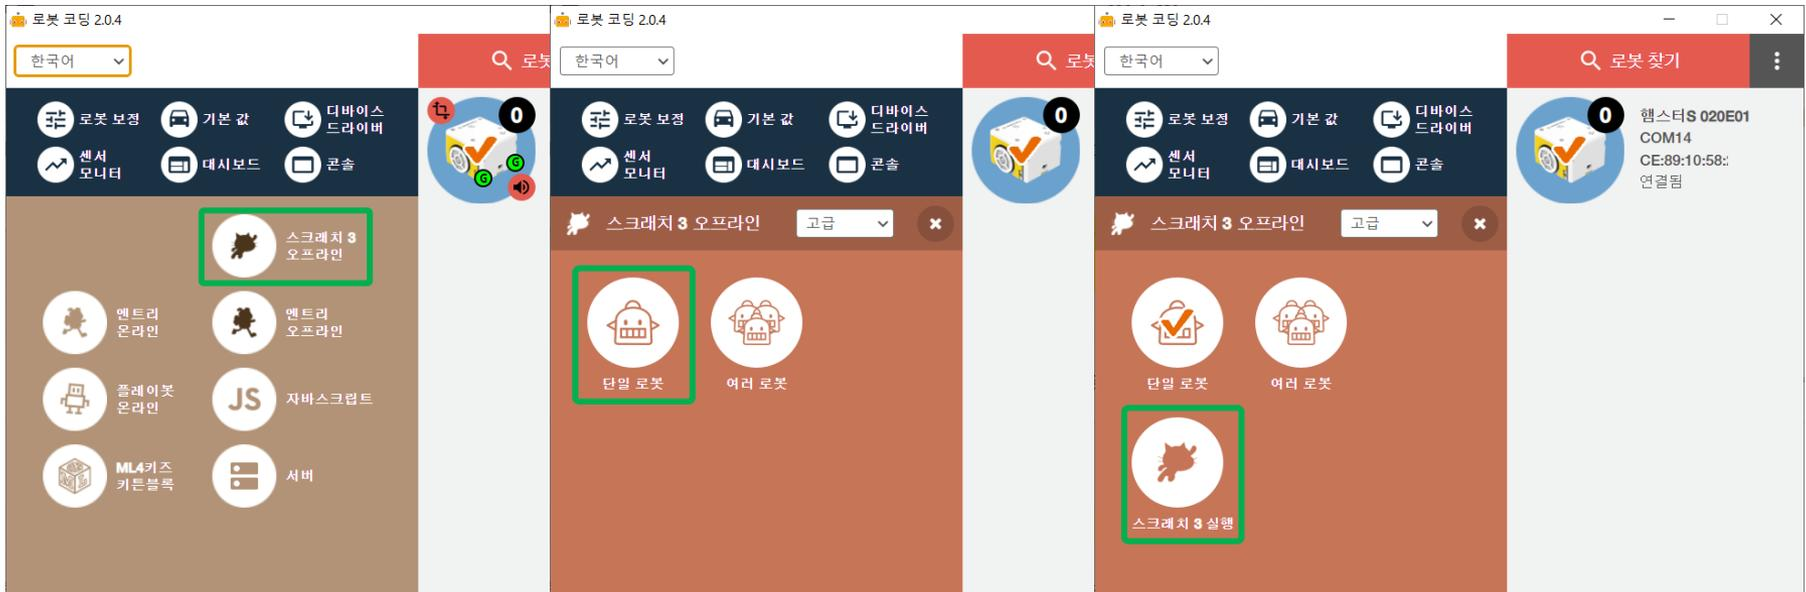 로봇 코딩 2.0.4
한국어
로봇
로봇 보정
기본 값
디바이스
드라이버
센서
모니터
대시보드
콘솔
0
G
G
스크래치 3
오프라인
엔트리
온라인
엔트리
오프라인
플레이봇
온라인
JS
자바스크립트
ML4키즈
키튼블록
서버
로봇 코딩 2.0.4
한국어
로봇
로봇 보정
기본 값
디바이스
드라이버
센서
모니터
대시보드
콘솔
0
스크래치 3 오프라인
고급
단일 로봇
여러 로봇
로봇 코딩 2.0.4
한국어
로봇 찾기
로봇 보정
기본 값
디바이스
드라이버
센서
모니터
대시보드
콘솔
0
햄스터S 020E01
COM14
CE:89:10:58:
연결됨
스크래치 3 오프라인
고급
단일 로봇
여러 로봇
스크래치 3 실행